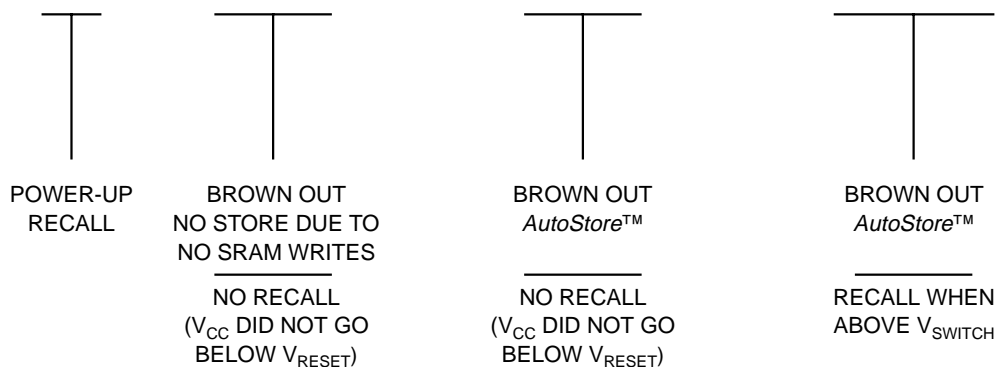 POWER-UP
RECALL
BROWN OUT
NO STORE DUE TO
NO SRAM WRITES
NO RECALL
(VCC DID NOT GO
BELOW VRESET)
BROWN OUT
AutoStore™
NO RECALL
(VCC DID NOT GO
BELOW VRESET)
BROWN OUT
AutoStore™
RECALL WHEN
ABOVE VSWITCH